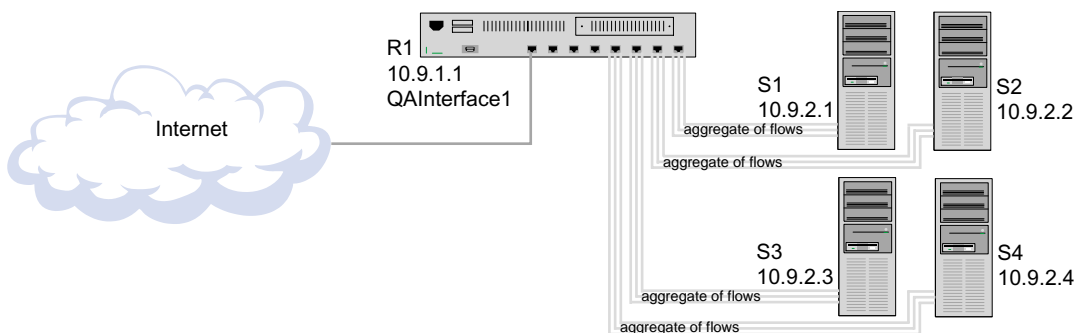 R1
10.9.1.1
QAInterface1
Internet
S1
10.9.2.1
S2
10.9.2.2
aggregate of flows
aggregate of flows
S3
10.9.2.3
S4
10.9.2.4
aggregate of flows
aggregate of flows